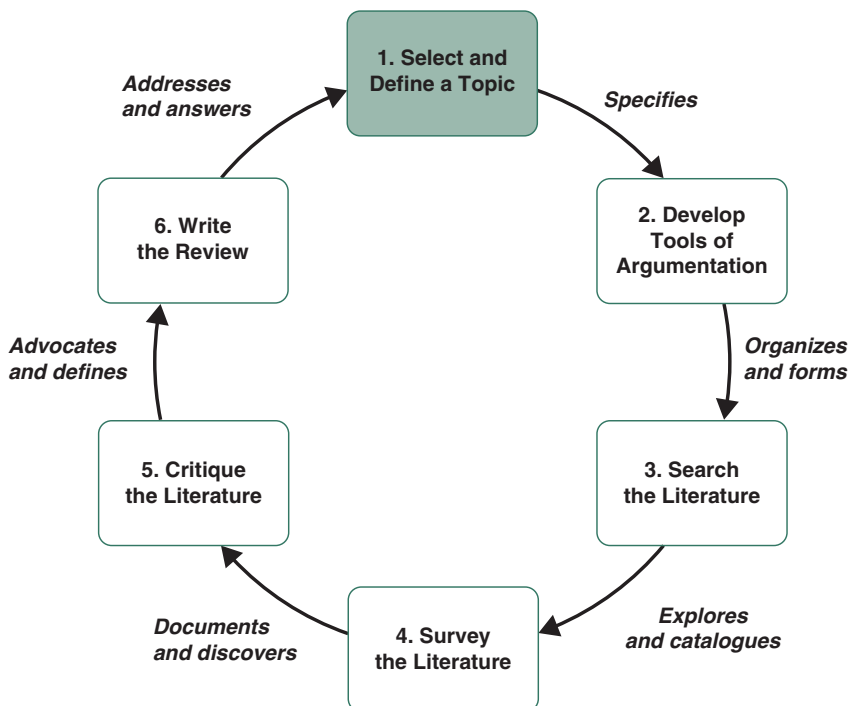 1. Select and
Define a Topic
Specifies
2. Develop
Tools of
Argumentation
Organizes
and forms
3. Search
the Literature
Explores
and catalogues
4. Survey
the Literature
Documents
and discovers
5. Critique
the Literature
Advocates
and defines
6. Write
the Review
Addresses
and answers